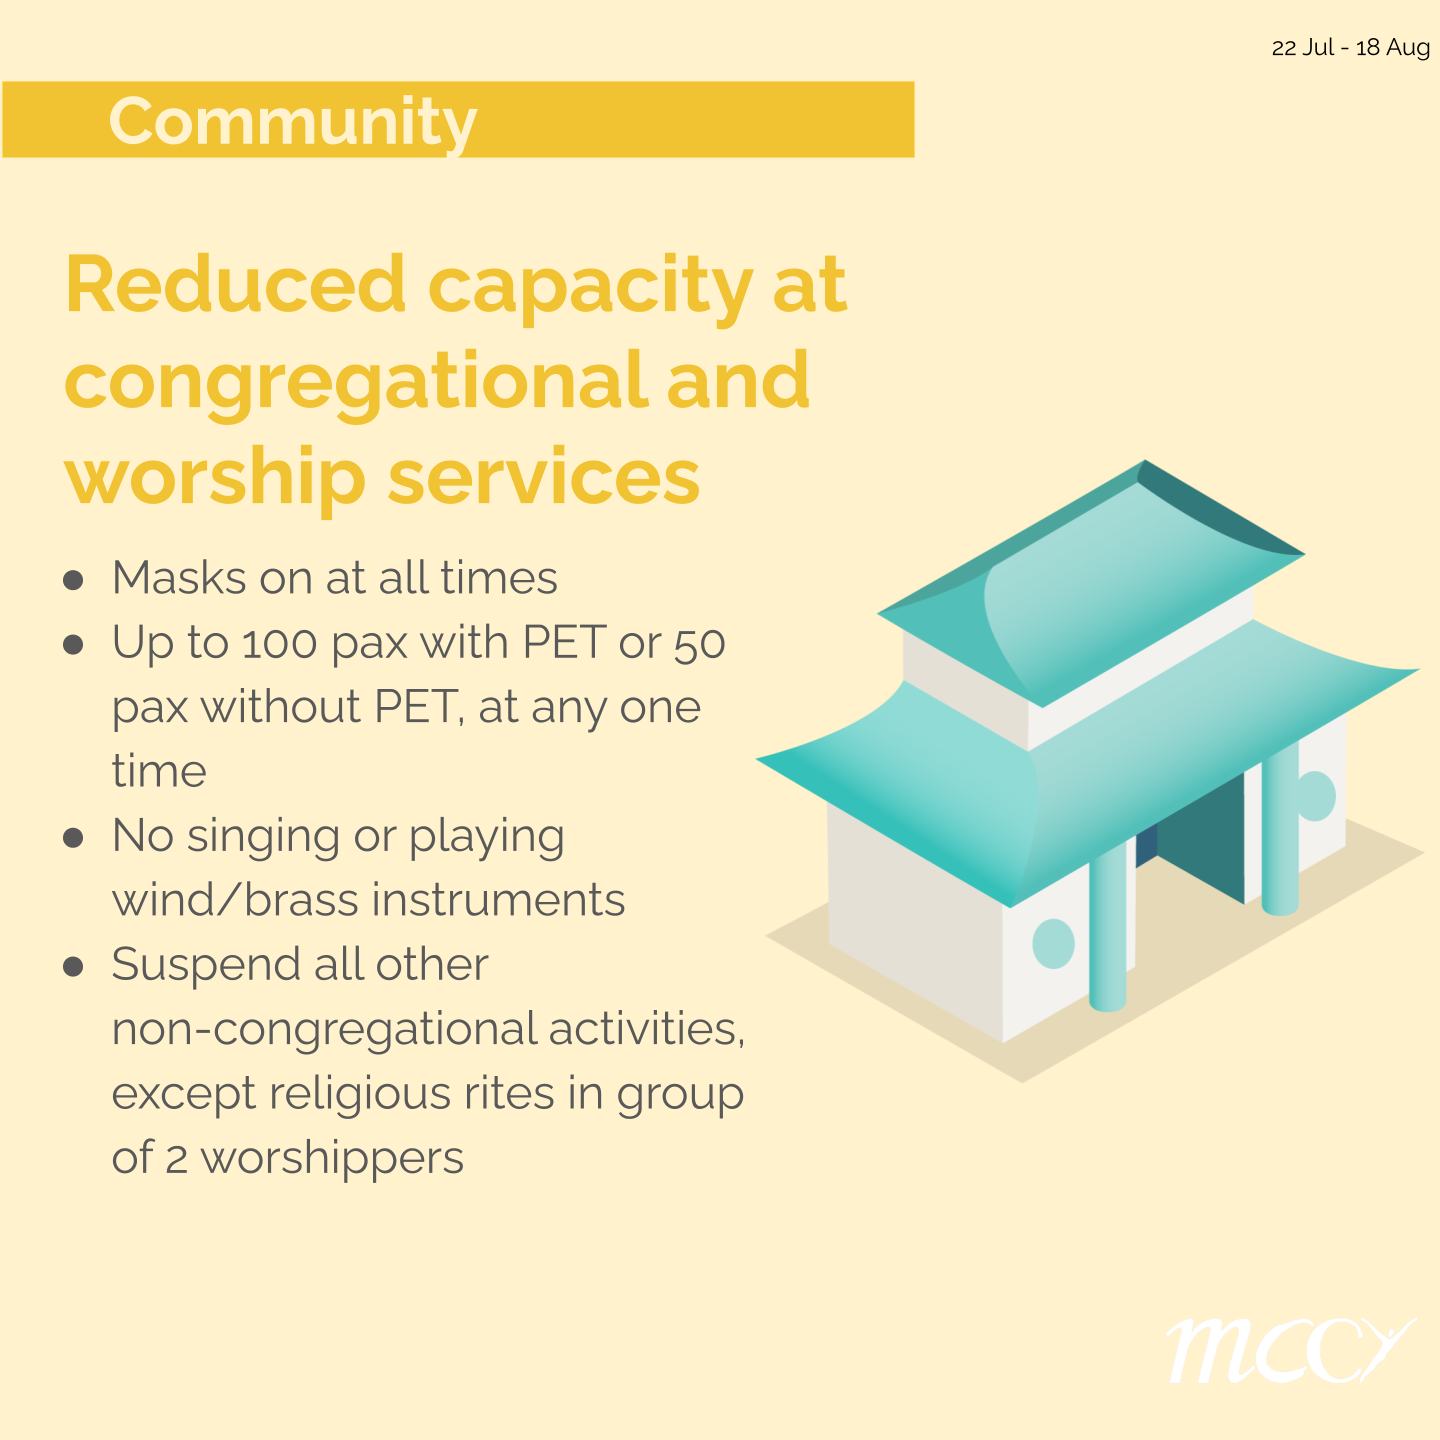 22 Jul - 18 Aug
Community
Reduced capacity at
congregational and
worship services
● Masks on at all times
● Up to 100 pax with PET or 50
pax without PET, at any one
time
● No singing or playing
wind/brass instruments
● Suspend all other
non-congregational activities,
except religious rites in group
of 2 worshippers
mccy